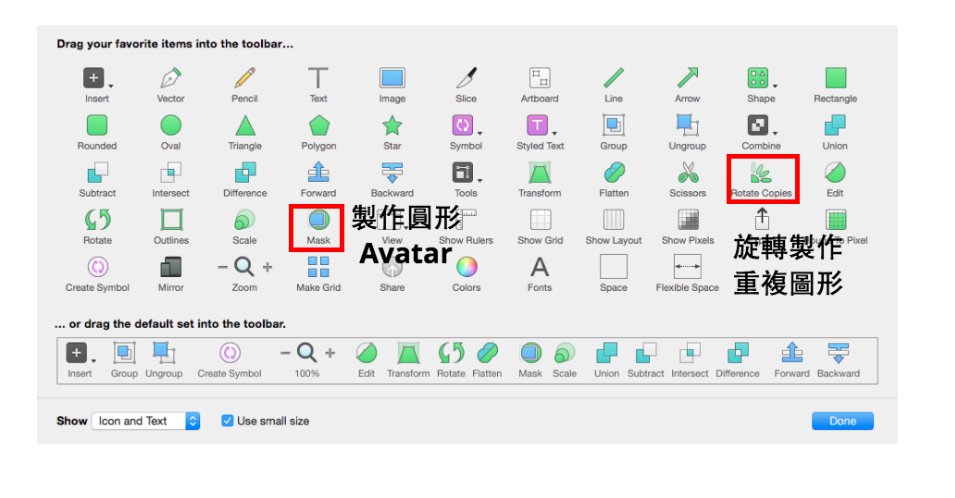 Drag your favorite items into the toolbar...
Insert Vector Pencil Text Image Slice Artboard Line Arrow Shape Rectangle
Rounded Oval Triangle Polygon Star Symbol Styled Text Group Ungroup Combine Union
Subtract Intersect Difference Forward Backward Tools Transform Flatten Scissors Rotate Copies Edit
Rotate Outlines Scale Mask View Show Rulers Show Grid Show Layout Show Pixels To Pixel
製作圓形
Avatar
旋轉製作
重複圖形
Create Symbol Mirror Zoom Make Grid Share Colors Fonts Space Flexible Space
... or drag the default set into the toolbar.
Insert Group Ungroup Create Symbol 100% Edit Transform Rotate Flatten Mask Scale Union Subtract Intersect Difference Forward Backward
Show Icon and Text Use small size Done